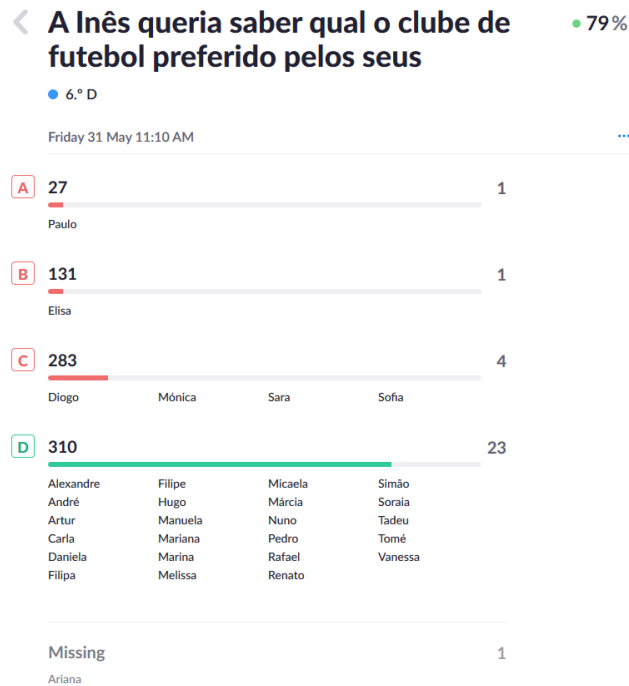 A Inês queria saber qual o clube de
futebol preferido pelos seus
79%
6.º D
Friday 31 May 11:10 AM
...
A 27 1
Paulo
B 131 1
Elisa
C 283 4
Diogo Mónica Sara Sofia
D 310 23
Alexandre Filipe Micaela Simão
André Hugo Márcia Soraia
Artur Manuela Nuno Tadeu
Carla Mariana Pedro Tomé
Daniela Marina Rafael Vanessa
Filipa Melissa Renato
Missing 1
Ariana